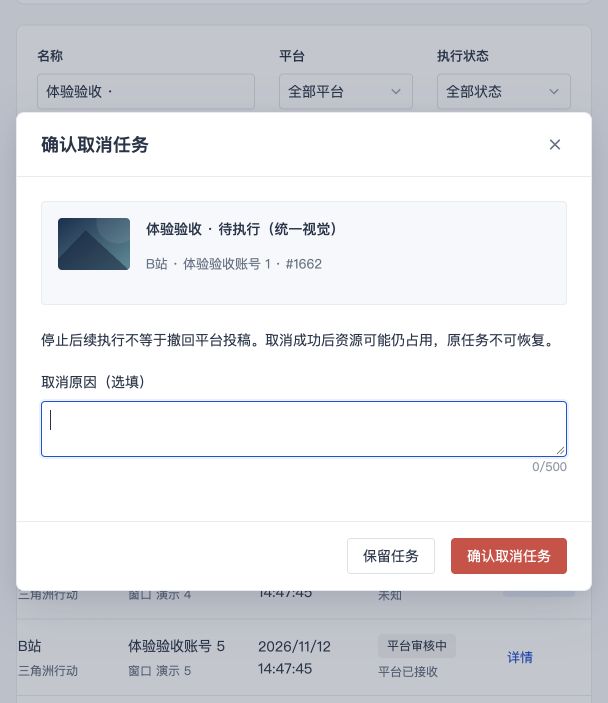 名称
平台
执行状态
体验验收 ·
全部平台
全部状态
确认取消任务
体验验收 · 待执行（统一视觉）
B站 · 体验验收账号 1 · #1662
停止后续执行不等于撤回平台投稿。取消成功后资源可能仍占用，原任务不可恢复。
取消原因（选填）
0/500
保留任务
确认取消任务
三角洲行动
窗口 演示 4
14:47:45
未知
B站
体验验收账号 5
2026/11/12
平台审核中
详情
三角洲行动
窗口 演示 5
14:47:45
平台已接收